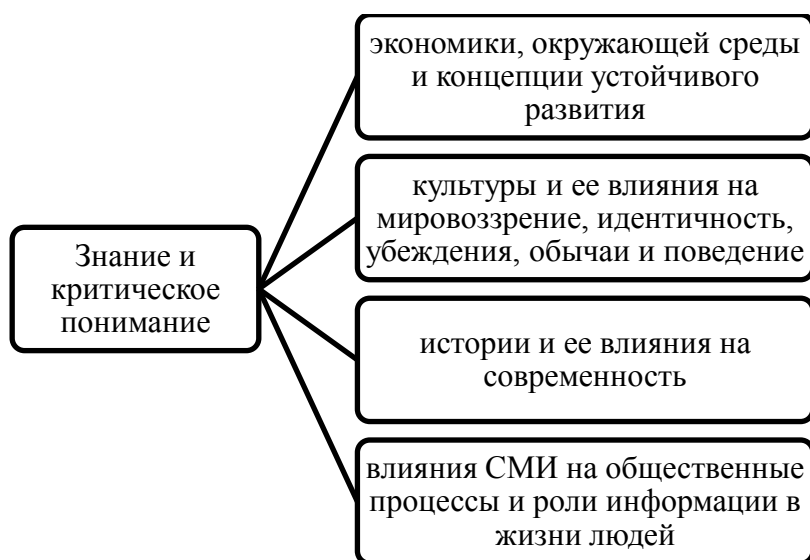 Знание и
критическое
понимание
экономики, окружающей среды
и концепции устойчивого
развития
культуры и ее влияния на
мировоззрение, идентичность,
убеждения, обычаи и поведение
истории и ее влияния на
современность
влияния СМИ на общественные
процессы и роли информации в
жизни людей